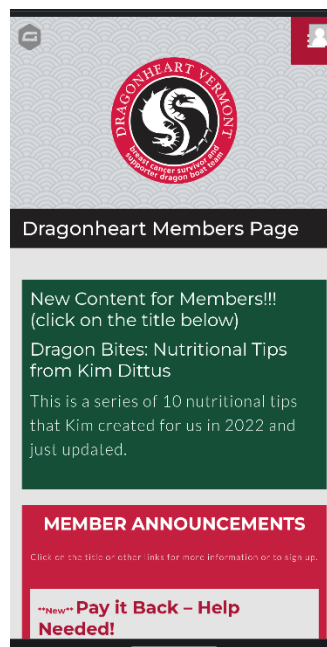 DRAGONHEART VERMONT
breast cancer survivor and
supporter dragon boat team
Dragonheart Members Page
New Content for Members!!!
(click on the title below)
Dragon Bites: Nutritional Tips
from Kim Dittus
This is a series of 10 nutritional tips
that Kim created for us in 2022 and
just updated.
MEMBER ANNOUNCEMENTS
Click on the title or other links for more information or to sign up.
**New** Pay it Back – Help
Needed!